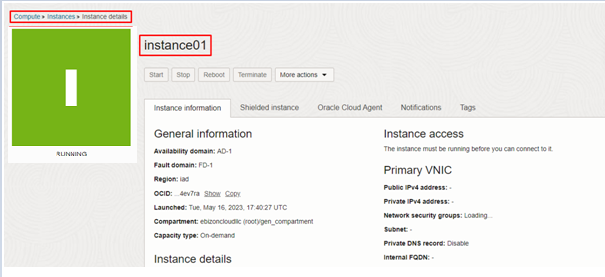 Compute » Instances » Instance details
instance01
Start Stop Reboot Terminate More actions
Instance information Shielded instance Oracle Cloud Agent Notifications Tags
RUNNING
General information
Availability domain: AD-1
Fault domain: FD-1
Region: iad
OCID: ...4ev7ra Show Copy
Launched: Tue, May 16, 2023, 17:40:27 UTC
Compartment: ebizoncloudllc (root)/gen_compartment
Capacity type: On-demand
Instance details
Instance access
The instance must be running before you can connect to it.
Primary VNIC
Public IPv4 address: -
Private IPv4 address: -
Network security groups: Loading...
Subnet: -
Private DNS record: Disable
Internal FQDN: -